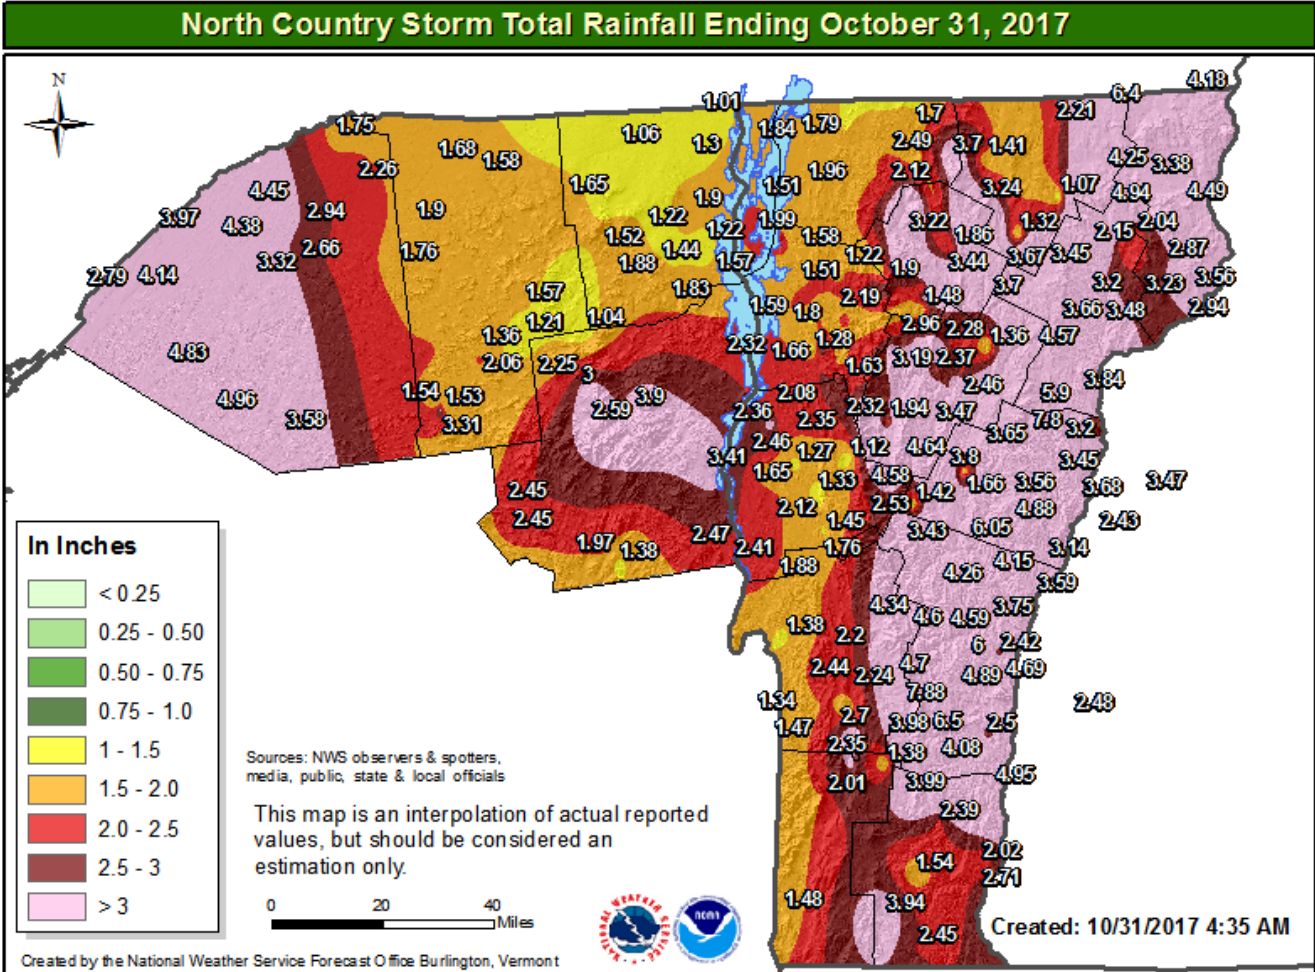 North Country Storm Total Rainfall Ending October 31, 2017
N
4.18
6.4
1.01
2.21
1.7
1.75 1.84 1.79
1.06
1.3
2.49 3.7 1.41
1.68
1.58
4.25 3.38
2.26 1.96 2.12
1.65 1.51 3.24 1.07 4.94 4.49
4.45
1.9
3.97 2.94 1.9
1.22 1.99 3.22 1.32 2.04
4.38 1.52 1.22 1.58 1.86 2.15
2.66 1.76 1.44 1.22 3.67 3.45 2.87
3.32 1.88 1.57 1.51 1.9 3.44
2.79 4.14 3.7 3.2 3.23 3.56
1.57 1.83 2.19 1.48
1.59 1.8 3.66 3.48 2.94
1.21 1.04 2.96 2.28
1.36 1.28 1.36 4.57
4.83 2.32 1.66
2.06 2.25 1.63 3.19 2.37
3 2.46 3.84
1.54 1.53 3.9 2.08 5.9
4.96 2.59 2.36 2.32 1.94 3.47
3.58 3.31 2.35 7.8 3.2
3.65
2.46 1.27 1.12 4.64
3.41 3.8 3.45
1.65 1.33 4.58 1.66 3.56 3.68 3.47
2.45 1.42
2.12 2.53 4.88
2.45 1.45 2.43
2.47 3.43 6.05
1.97 1.38 2.41 1.76 3.14
1.88 4.15
4.26 3.59
4.34 3.75
4.6 4.59
1.38 2.2 6 2.42
2.44 2.24 4.7 4.89 4.69
7.88
1.34 2.48
2.7 3.98 6.5 2.5
1.47
2.35 1.38 4.08
2.01 3.99 4.95
2.39
2.02
1.54
2.71
1.48 3.94
2.45
In Inches
< 0.25
0.25 - 0.50
0.50 - 0.75
0.75 - 1.0
1 - 1.5
1.5 - 2.0
2.0 - 2.5
2.5 - 3
> 3
Sources: NWS observers & spotters,
media, public, state & local officials
This map is an interpolation of actual reported
values, but should be considered an
estimation only.
0 20 40
Miles
NATIONAL WEATHER SERVICE
noaa
Created: 10/31/2017 4:35 AM
Created by the National Weather Service Forecast Office Burlington, Vermont